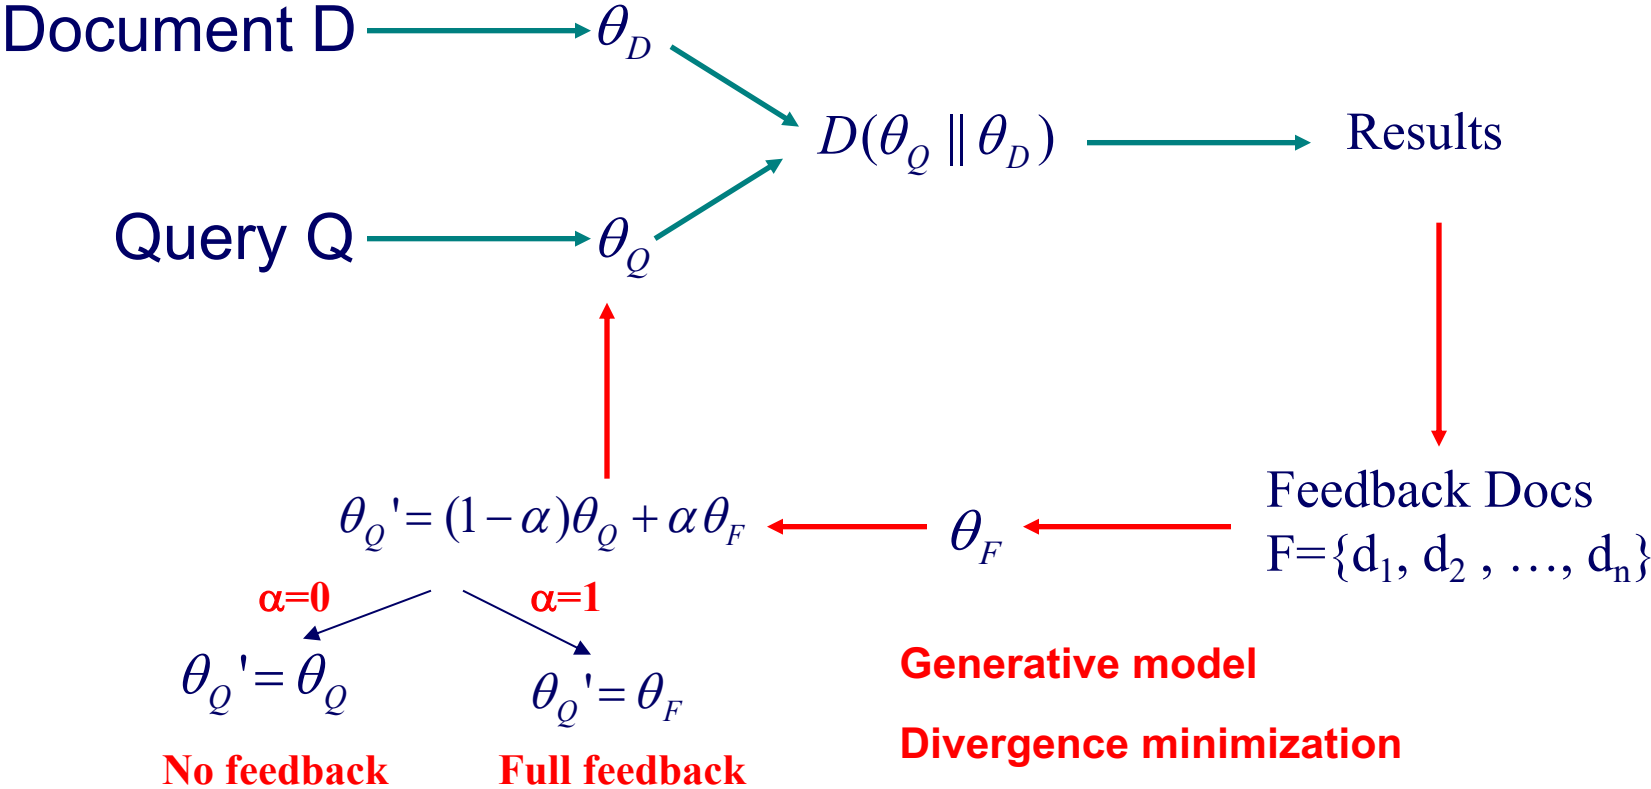 Document D
θD
D(θQ || θD)
Results
Query Q
θQ
Feedback Docs
F={d1, d2 , …, dn}
θQ'= (1−α)θQ + αθF
θF
α=0
α=1
θQ'= θQ
θQ'= θF
No feedback
Full feedback
Generative model
Divergence minimization